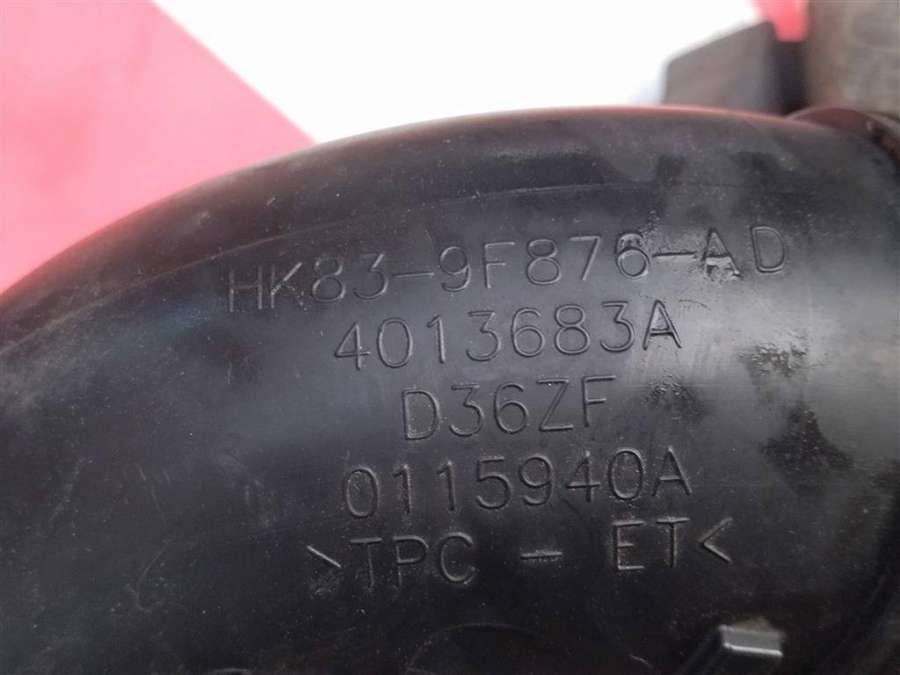 HK83-9F876-AD
4013683A
D36ZF
0115940A
>TPC - ET<